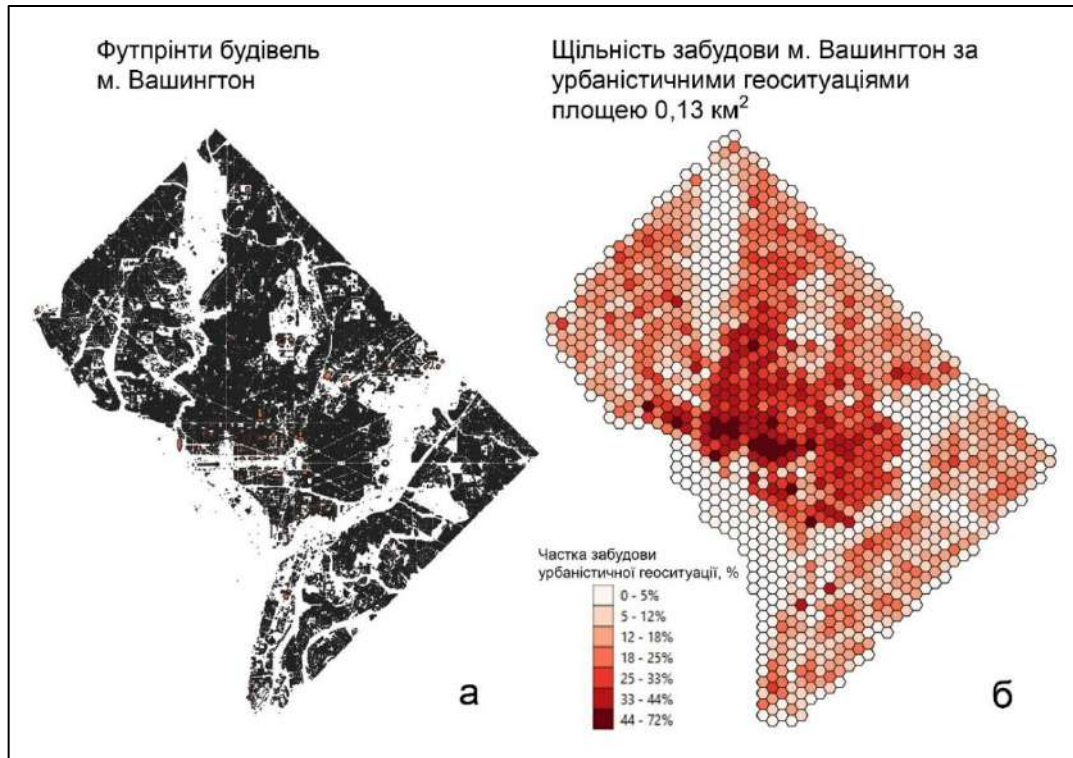 Футпрінти будівель
м. Вашингтон
Щільність забудови м. Вашингтон за
урбаністичними геоситуаціями
площею 0,13 км²
Частка забудови
урбаністичної геоситуації, %
0 - 5%
5 - 12%
12 - 18%
18 - 25%
25 - 33%
33 - 44%
44 - 72%
а
б